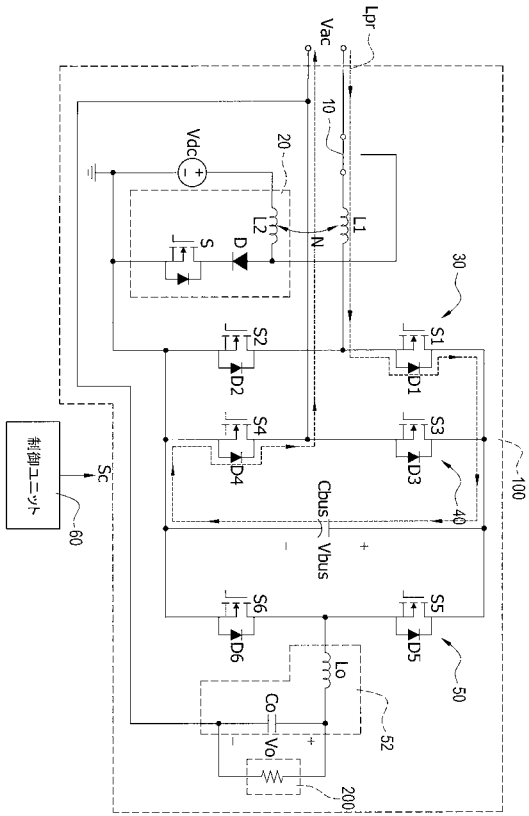 100
30
40
50
S1
D1
S3
D3
S5
D5
Lpr
Vac
10
L1
N
20
L2
D
S
Vdc
+
−
S2
D2
S4
D4
Cbus
Vbus
+
−
S6
D6
Lo
Co
Vo
+
−
52
200
Sc
制御ユニット
60